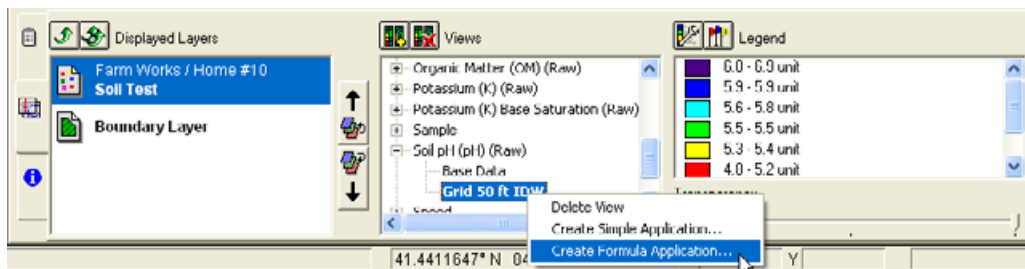 Displayed Layers
Farm Works / Home #10
Soil Test
Boundary Layer
Views
Organic Matter (OM) (Raw)
Potassium (K) (Raw)
Potassium (K) Base Saturation (Raw)
Sample
Soil pH (pH) (Raw)
Base Data
Grid 50 ft IDW
Speed
Delete View
Create Simple Application...
Create Formula Application...
Legend
6.0 - 6.9 unit
5.9 - 5.9 unit
5.6 - 5.8 unit
5.5 - 5.5 unit
5.3 - 5.4 unit
4.0 - 5.2 unit
41.4411647° N
Y